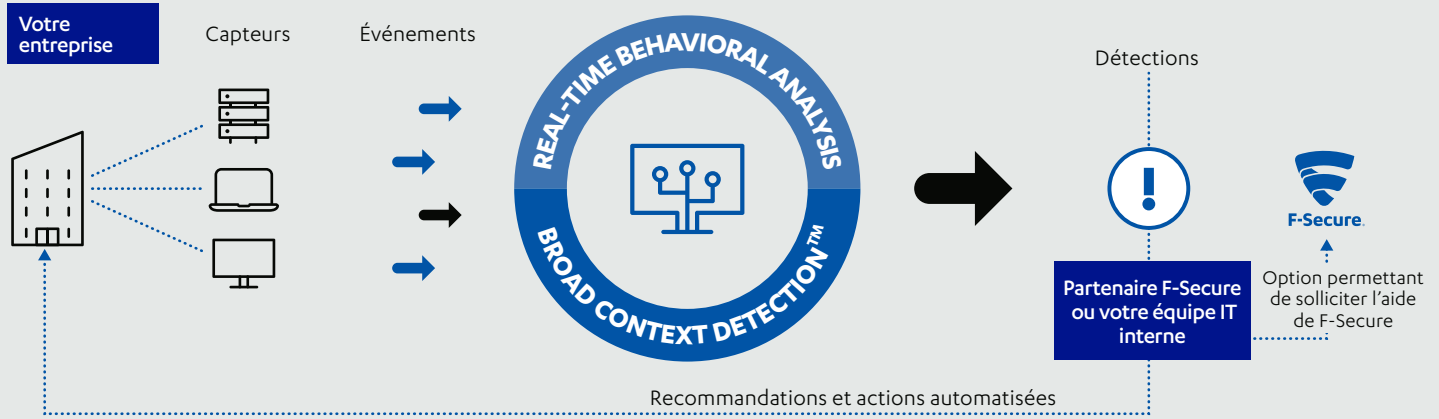 Votre
entreprise
Capteurs
Événements
REAL-TIME BEHAVIORAL ANALYSIS
BROAD CONTEXT DETECTION™
Détections
F-Secure.
Partenaire F-Secure
ou votre équipe IT
interne
Option permettant
de solliciter l’aide
de F-Secure
Recommandations et actions automatisées